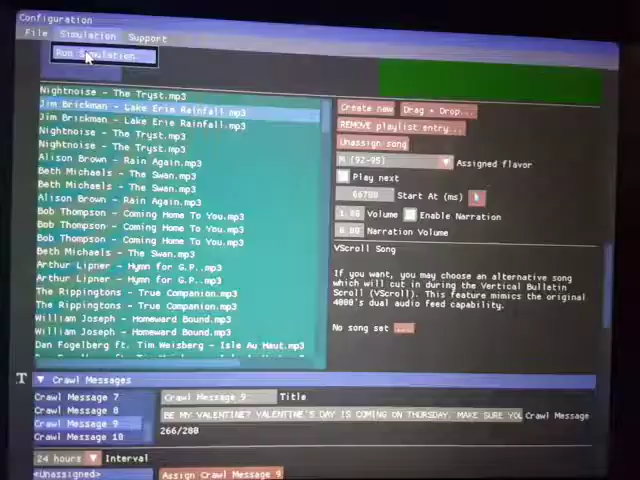 Configuration
File Simulation Support
Run Simulation
Nightnoise - The Tryst.mp3
Jim Brickman - Lake Erie Rainfall.mp3
Jim Brickman - Lake Erie Rainfall.mp3
Nightnoise - The Tryst.mp3
Nightnoise - The Tryst.mp3
Alison Brown - Rain Again.mp3
Beth Michaels - The Swan.mp3
Beth Michaels - The Swan.mp3
Alison Brown - Rain Again.mp3
Bob Thompson - Coming Home To You.mp3
Bob Thompson - Coming Home To You.mp3
Bob Thompson - Coming Home To You.mp3
Beth Michaels - The Swan.mp3
Arthur Lipner - Hymn for G.P..mp3
Arthur Lipner - Hymn for G.P..mp3
The Rippingtons - True Companion.mp3
The Rippingtons - True Companion.mp3
William Joseph - Homeward Bound.mp3
William Joseph - Homeward Bound.mp3
Dan Fogelberg ft. Tim Weisberg - Isle Au Haut.mp3
Create new Drag + Drop...
REMOVE playlist entry...
Unassign song
M (92-95) Assigned flavor
Play next
66700 Start At (ms)
1.00 Volume Enable Narration
0.00 Narration Volume
VScroll Song
If you want, you may choose an alternative song
which will cut in during the Vertical Bulletin
Scroll (VScroll). This feature mimics the original
4000's dual audio feed capability.
No song set ...
T
Crawl Messages
Crawl Message 7
Crawl Message 8
Crawl Message 9
Crawl Message 10
Crawl Message 9 Title
BE MY VALENTINE? VALENTINE'S DAY IS COMING ON THURSDAY. MAKE SURE YOU Crawl Message
266/280
24 hours Interval
<Unassigned> Assign Crawl Message 9